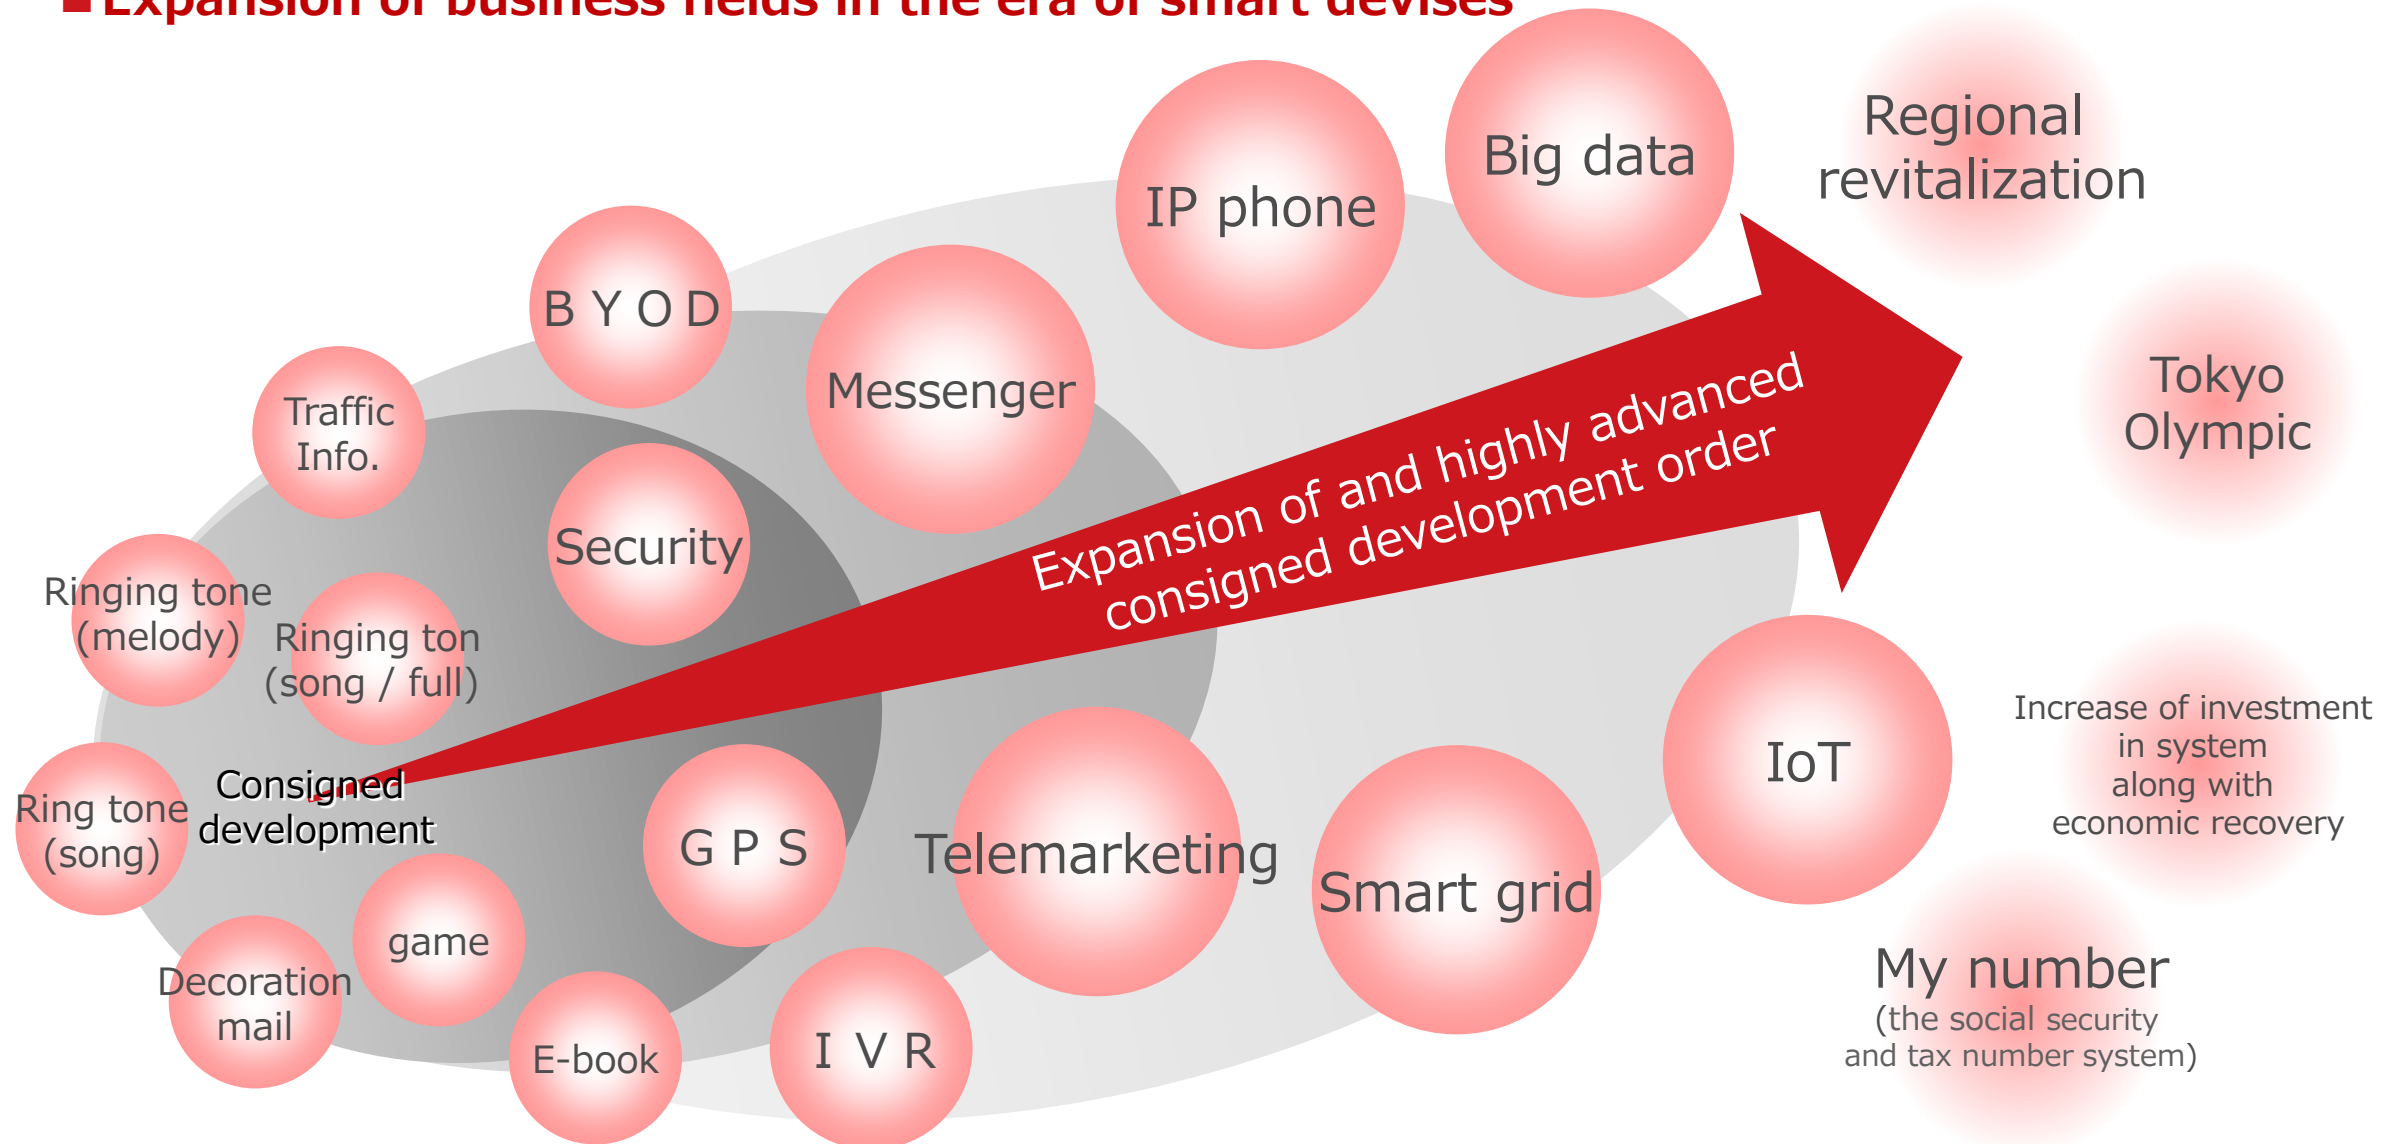 ■Expansion of business fields in the era of smart devises
Regional
revitalization
Big data
IP phone
B Y O D
Messenger
Tokyo
Olympic
Traffic
Info.
Security
Expansion of and highly advanced
consigned development order
Ringing tone
(melody)
Ringing ton
(song / full)
Consigned
development
Ring tone
(song)
G P S
Telemarketing
Smart grid
IoT
Increase of investment
in system
along with
economic recovery
game
Decoration
mail
E-book
I V R
My number
(the social security
and tax number system)